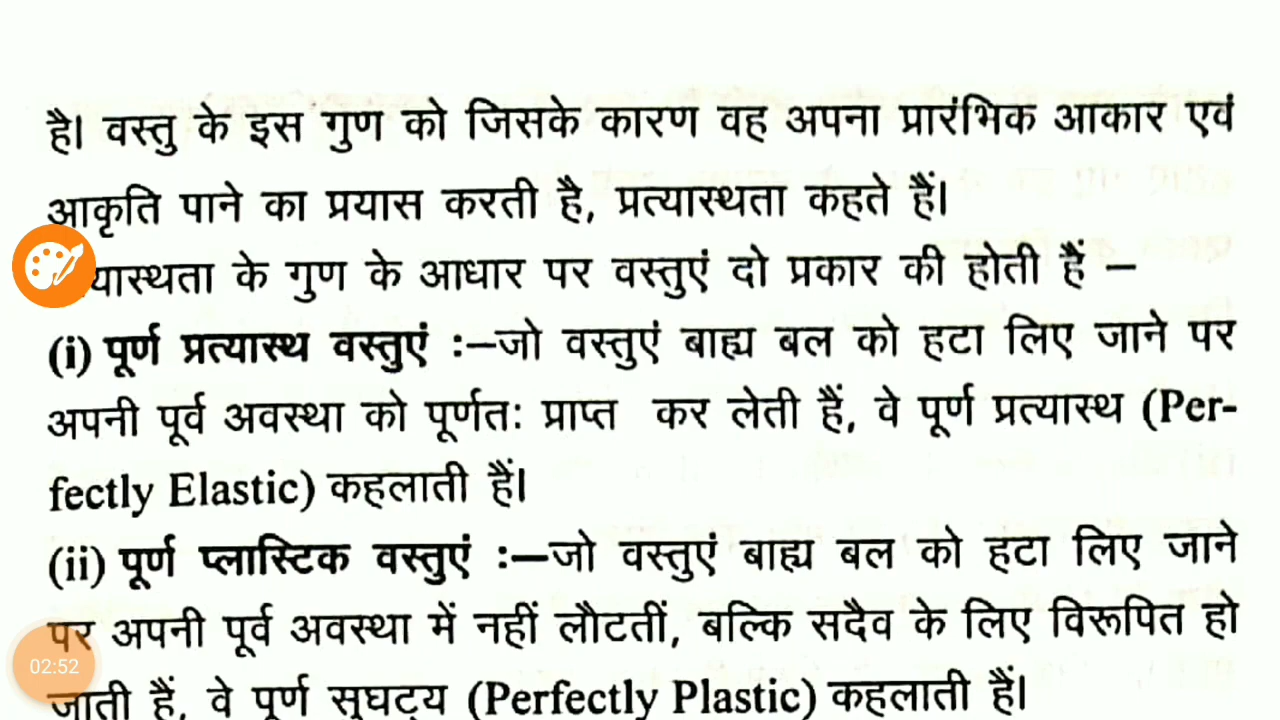 है। वस्तु के इस गुण को जिसके कारण वह अपना प्रारंभिक आकार एवं
आकृति पाने का प्रयास करती है, प्रत्यास्थता कहते हैं।
यास्थता के गुण के आधार पर वस्तुएं दो प्रकार की होती हैं –
(i) पूर्ण प्रत्यास्थ वस्तुएं :–जो वस्तुएं बाह्य बल को हटा लिए जाने पर
अपनी पूर्व अवस्था को पूर्णत: प्राप्त कर लेती हैं, वे पूर्ण प्रत्यास्थ (Per-
fectly Elastic) कहलाती हैं।
(ii) पूर्ण प्लास्टिक वस्तुएं :–जो वस्तुएं बाह्य बल को हटा लिए जाने
पर अपनी पूर्व अवस्था में नहीं लौटतीं, बल्कि सदैव के लिए विरूपित हो
02:52
जाती हैं, वे पूर्ण सुघट्य (Perfectly Plastic) कहलाती हैं।